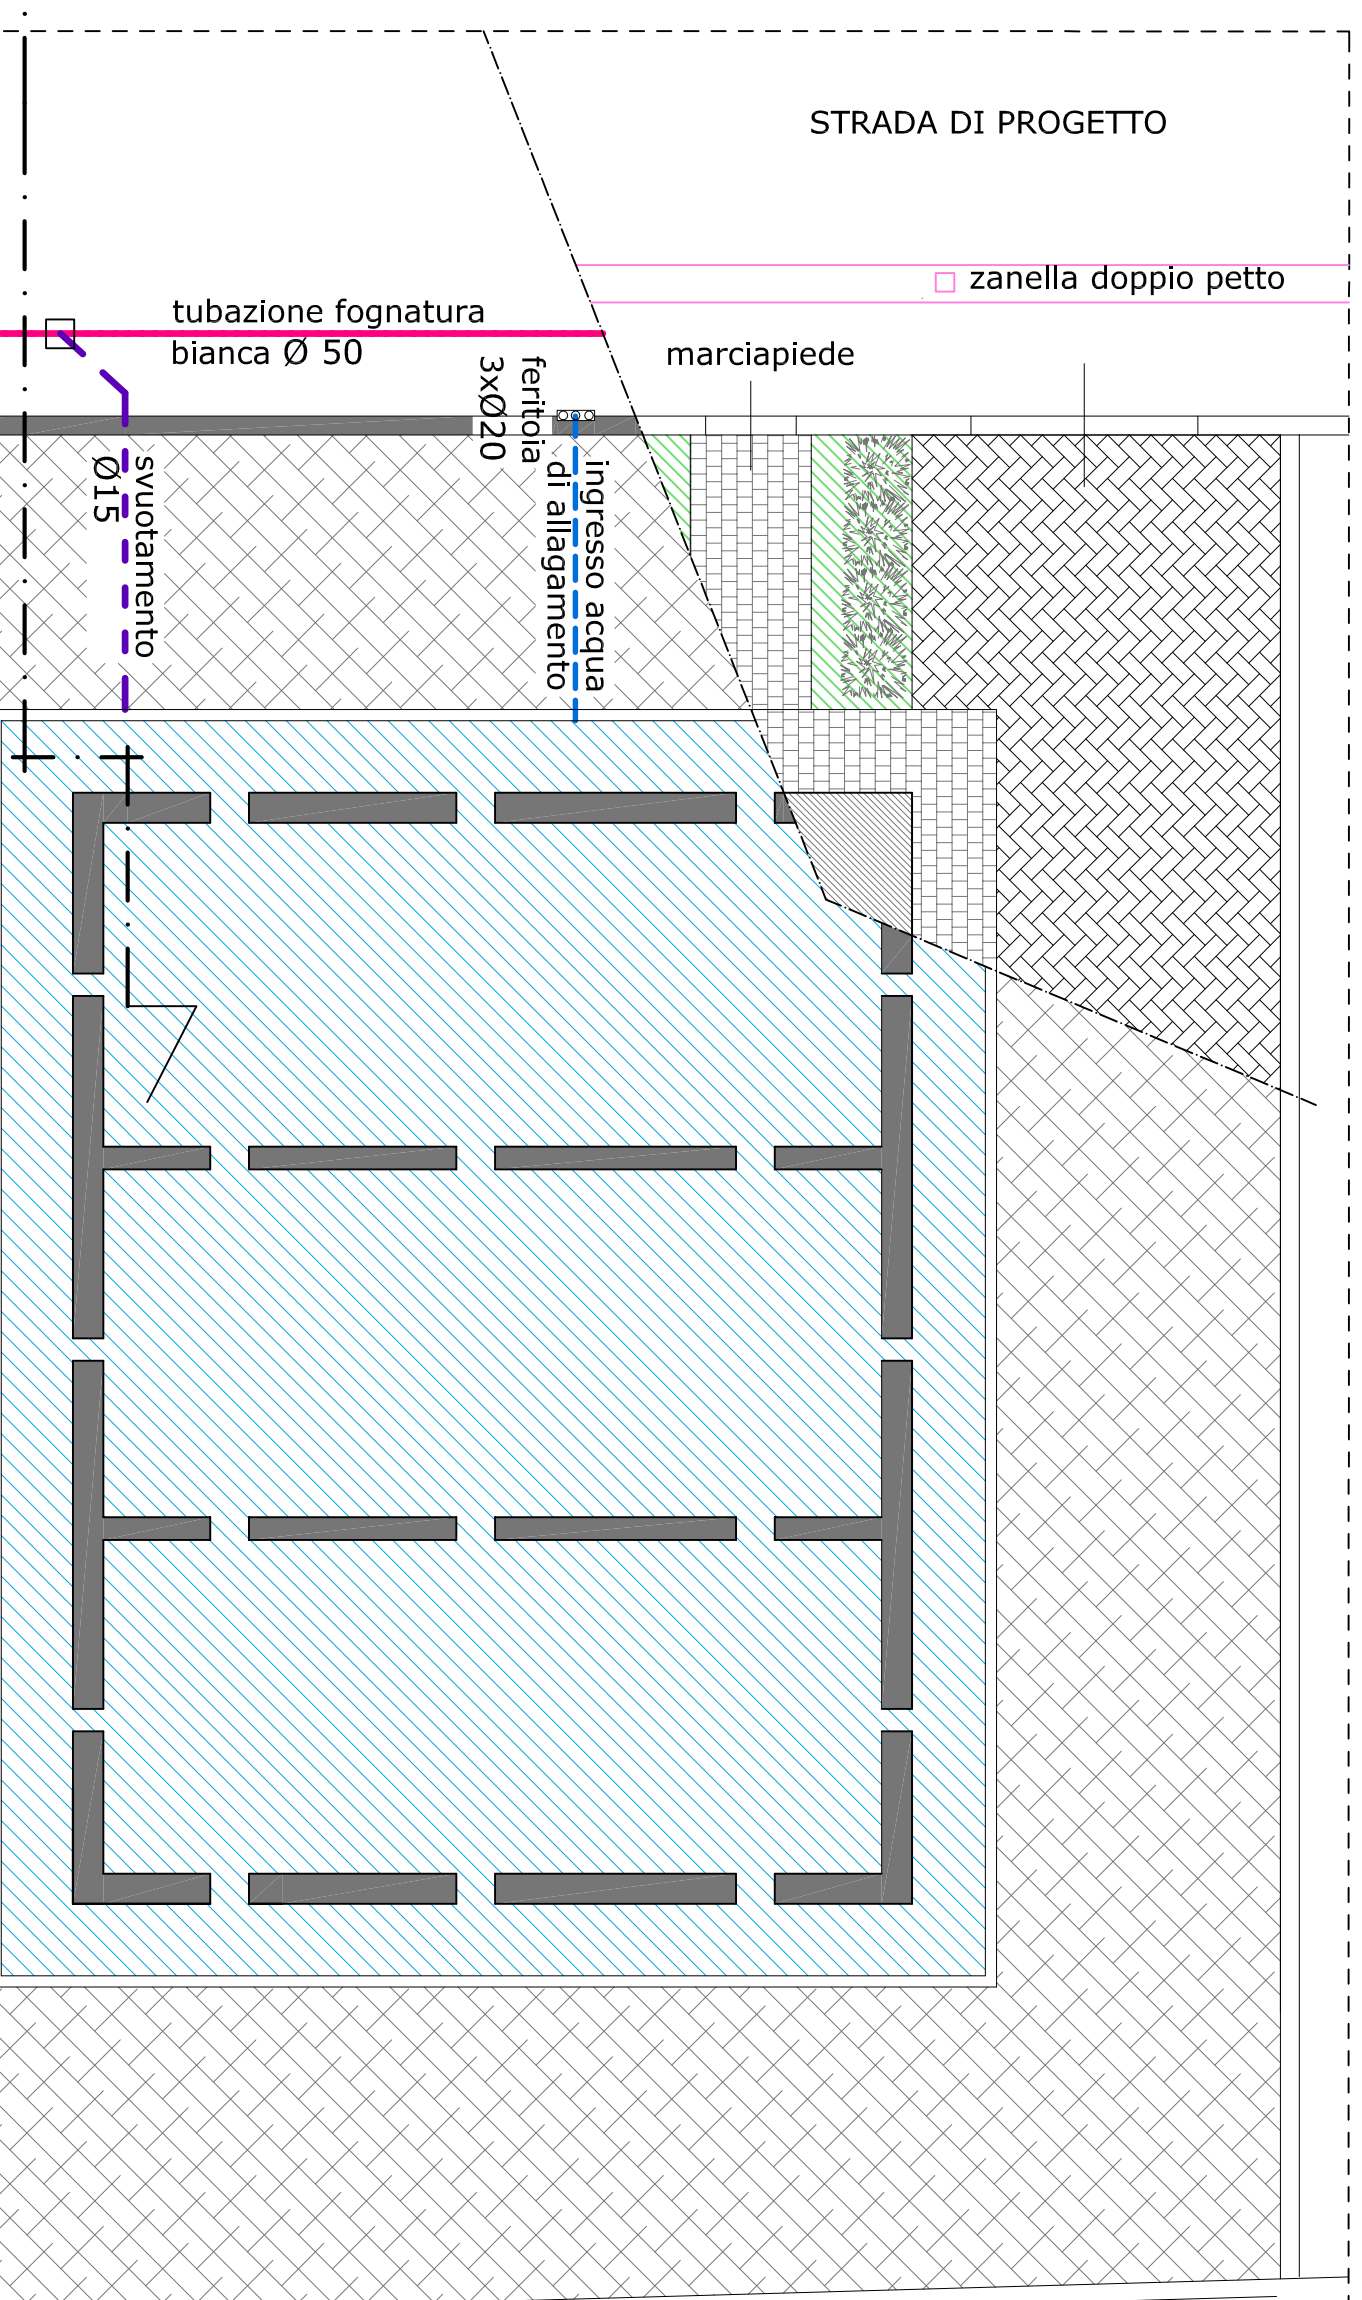 STRADA DI PROGETTO
zanella doppio petto
tubazione fognatura
bianca Ø 50
marciapiede
feritoia
3xØ20
ingresso acqua
di allagamento
svuotamento
Ø15